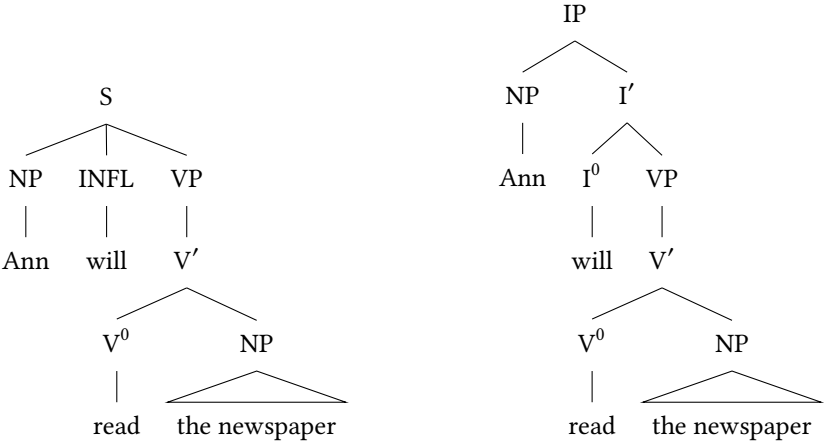 IP
S NP I′
NP INFL VP Ann I⁰ VP
Ann will V′ will V′
V⁰ NP V⁰ NP
read the newspaper read the newspaper